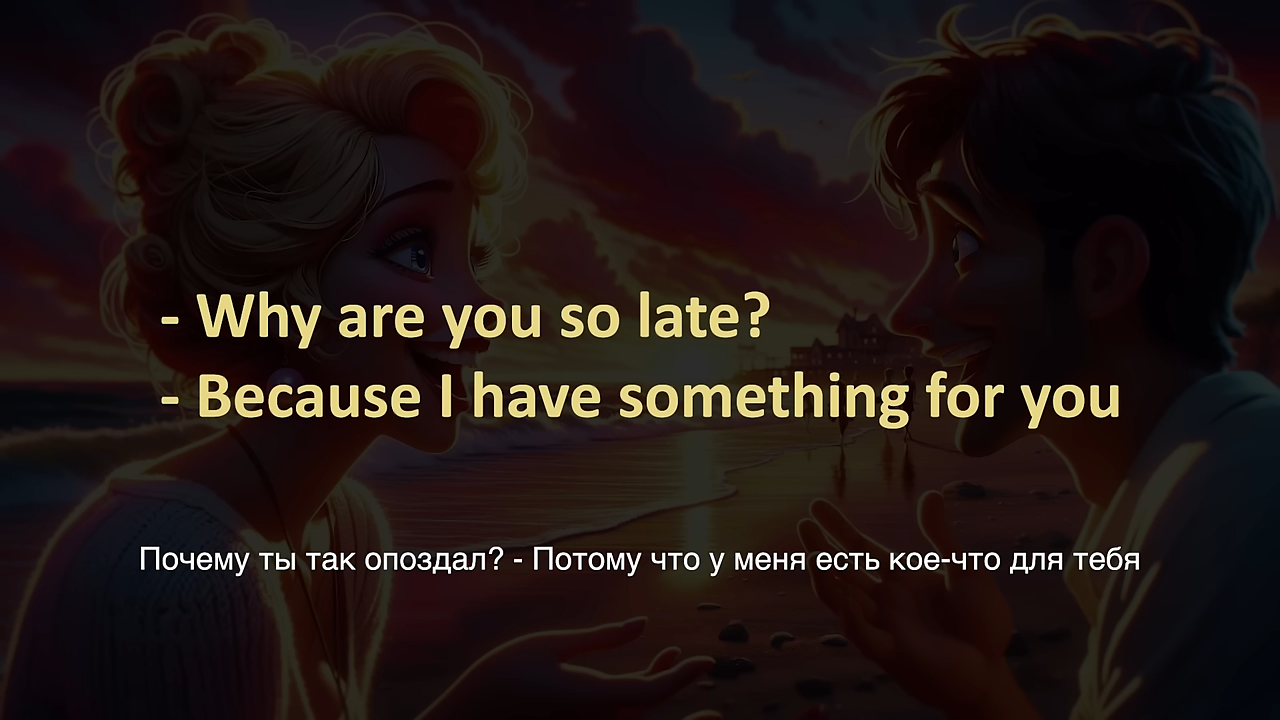 - Why are you so late?
- Because I have something for you
Почему ты так опоздал? - Потому что у меня есть кое-что для тебя